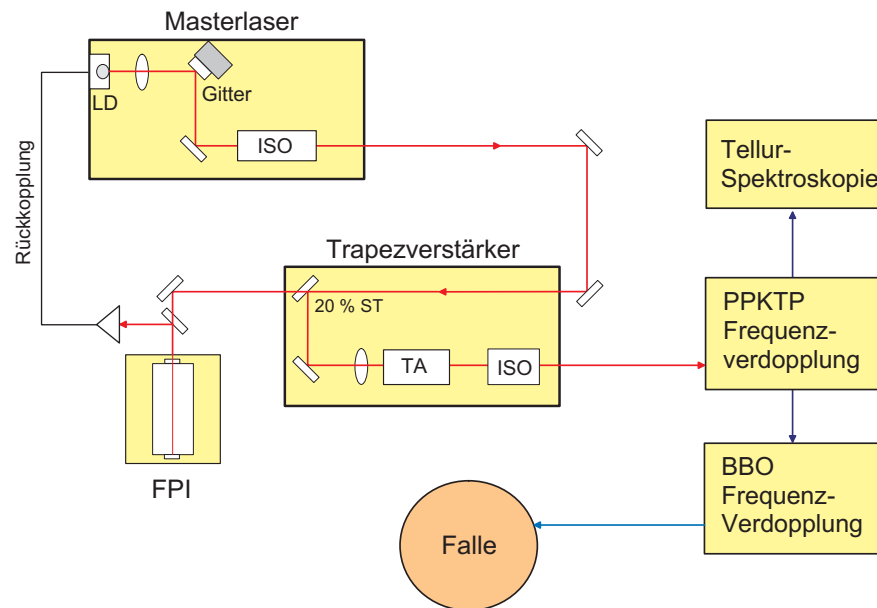 Masterlaser
LD
Gitter
ISO
Rückkopplung
Tellur-
Spektroskopie
Trapezverstärker
20 % ST
TA
ISO
PPKTP
Frequenz-
verdopplung
FPI
BBO
Frequenz-
Verdopplung
Falle